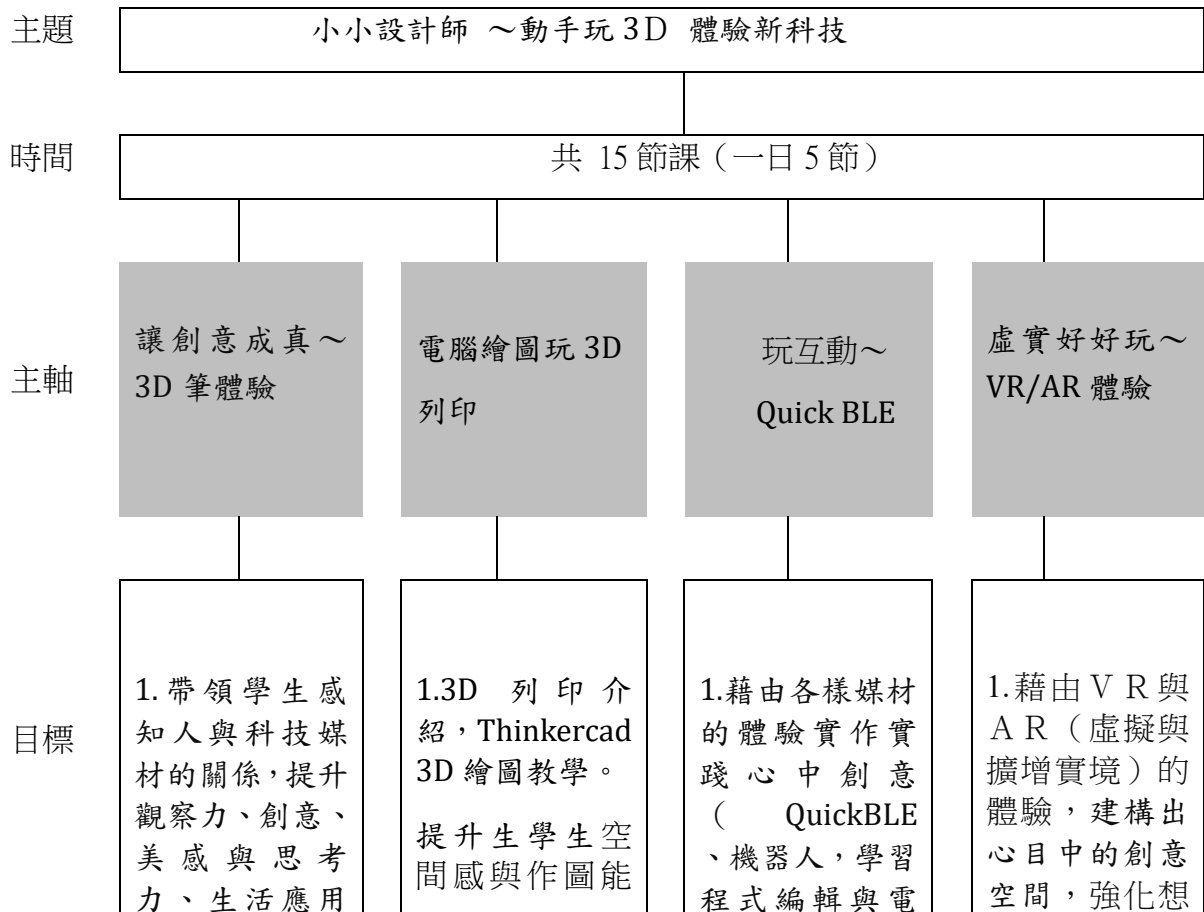 主題
小小設計師 ～動手玩 3D 體驗新科技
時間
共 15 節課（一日 5 節）
主軸
讓創意成真～
3D 筆體驗
電腦繪圖玩 3D
列印
玩互動～
Quick BLE
虛實好好玩～
VR/AR 體驗
目標
1. 帶領學生感
知人與科技媒
材的關係，提升
觀察力、創意、
美感與思考
力、生活應用
1.3D 列印介
紹，Thinkercad
3D 繪圖教學。
提升生學生空
間感與作圖能
1.藉由各樣媒材
的體驗實作實
踐心中創意
（ QuickBLE
、機器人，學習
程式編輯與電
1.藉由ＶＲ與
ＡＲ（虛擬與
擴增實境）的
體驗，建構出
心目中的創意
空間，強化想